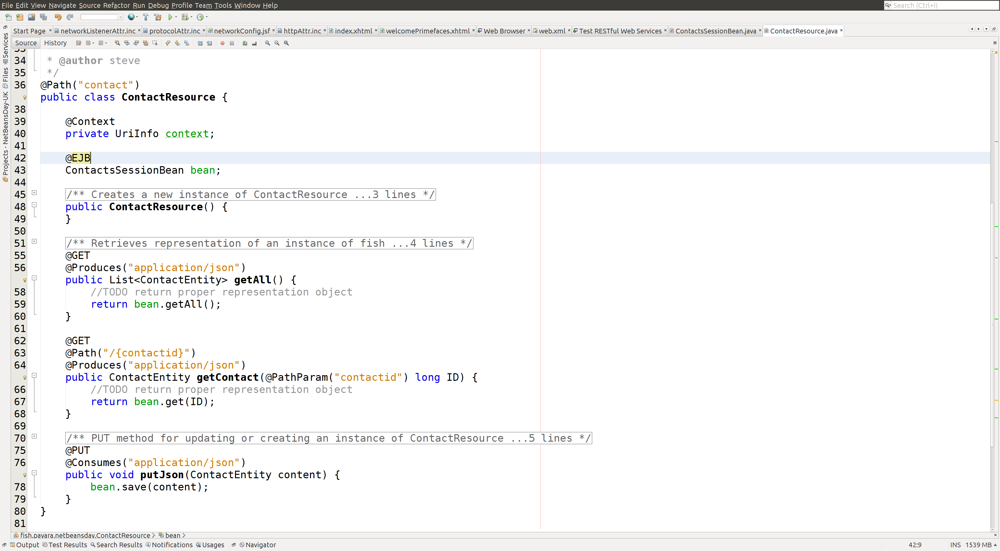 File Edit View Navigate Source Refactor Run Debug Profile Team Tools Window Help
Search (Ctrl+I)
Start Page networkListenerAttr.inc protocolAttr.inc networkConfig.jsf httpAttr.inc index.xhtml welcomePrimefaces.xhtml Web Browser web.xml Test RESTful Web Services ContactsSessionBean.java ContactResource.java
Source History
Services
Files
Projects - NetBeansDay-UK
34 * @author steve
35 */
36 @Path("contact")
public class ContactResource {
38
39 @Context
40 private UriInfo context;
41
42 @EJB
43 ContactsSessionBean bean;
44
45 /** Creates a new instance of ContactResource ...3 lines */
48 public ContactResource() {
49 }
50
51 /** Retrieves representation of an instance of fish ...4 lines */
55 @GET
56 @Produces("application/json")
public List<ContactEntity> getAll() {
58 //TODO return proper representation object
59 return bean.getAll();
60 }
61
62 @GET
63 @Path("/{contactid}")
64 @Produces("application/json")
public ContactEntity getContact(@PathParam("contactid") long ID) {
66 //TODO return proper representation object
67 return bean.get(ID);
68 }
69
70 /** PUT method for updating or creating an instance of ContactResource ...5 lines */
75 @PUT
76 @Consumes("application/json")
public void putJson(ContactEntity content) {
78 bean.save(content);
79 }
80 }
81
fish.payara.netbeansday.ContactResource bean
Output Test Results Search Results Notifications Usages Navigator 42:9 INS 1539 MB